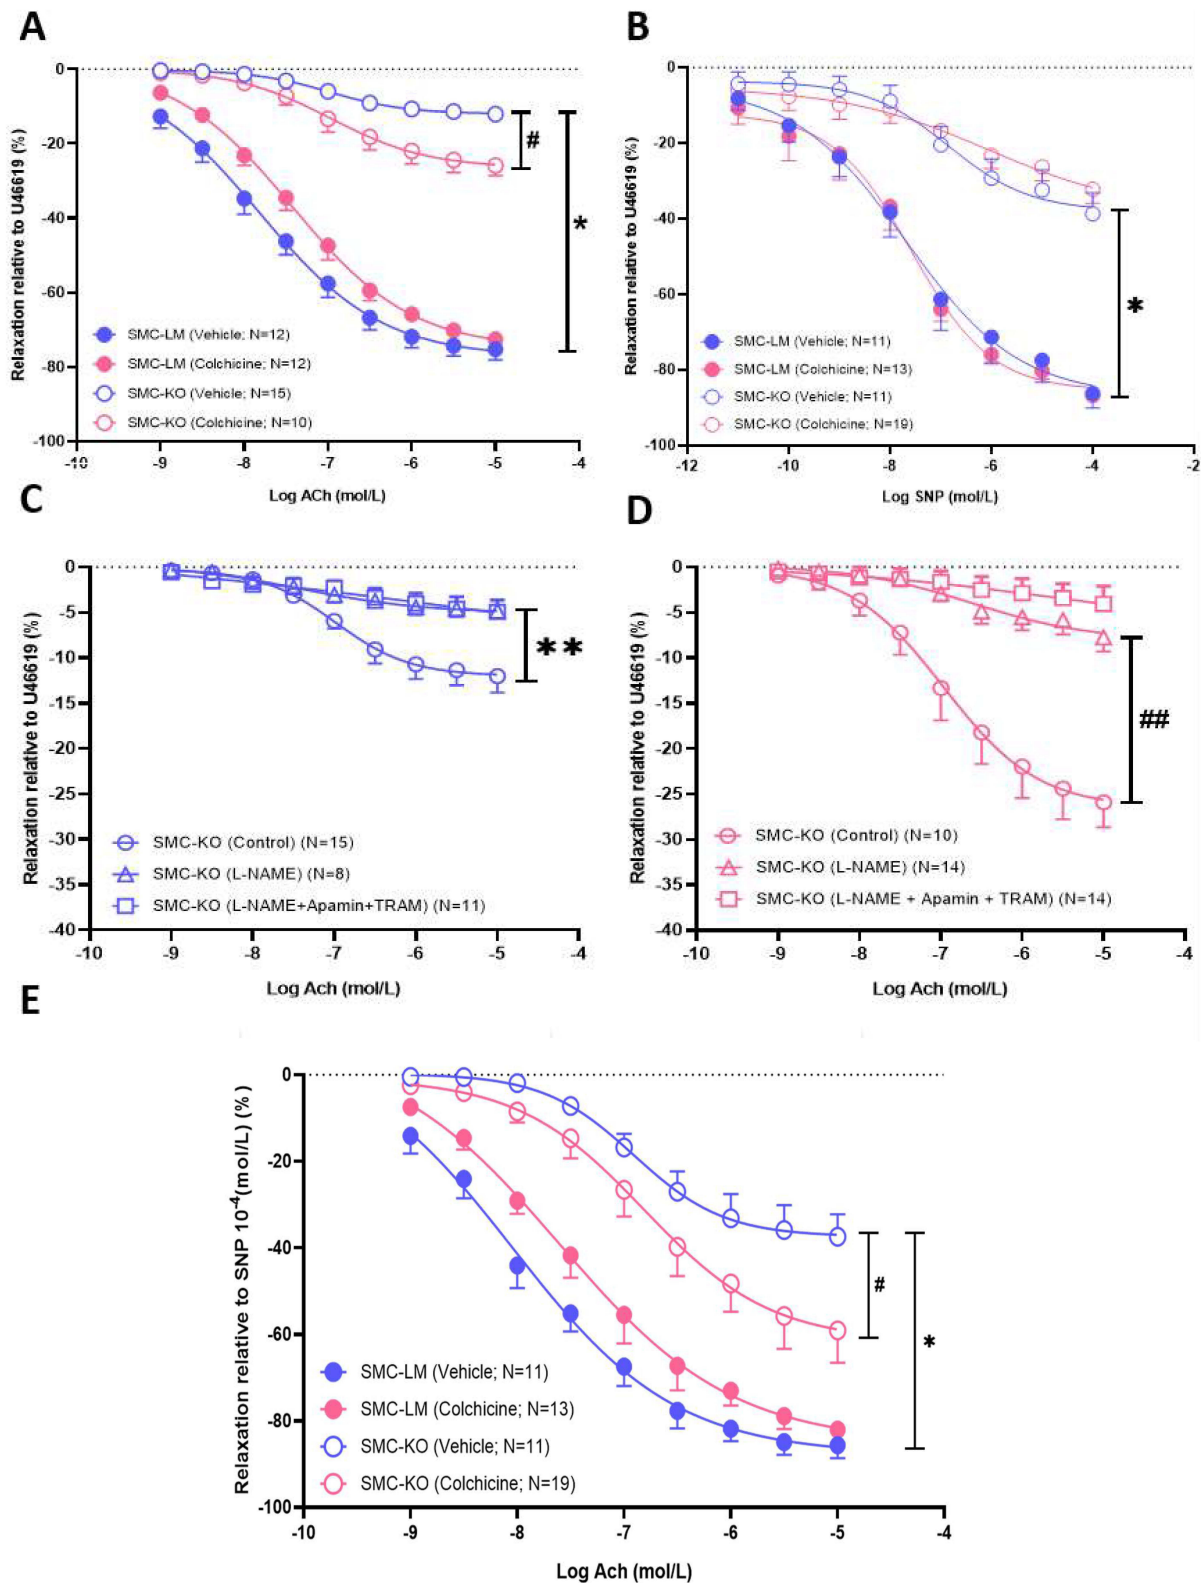 A
Relaxation relative to U46619 (%)
0
-20
-40
-60
-80
-100
#
*
SMC-LM (Vehicle; N=12)
SMC-LM (Colchicine; N=12)
SMC-KO (Vehicle; N=15)
SMC-KO (Colchicine; N=10)
-10
-9
-8
-7
-6
-5
-4
Log ACh (mol/L)
B
Relaxation relative to U46619 (%)
0
-20
-40
-60
-80
-100
*
SMC-LM (Vehicle; N=11)
SMC-LM (Colchicine; N=13)
SMC-KO (Vehicle; N=11)
SMC-KO (Colchicine; N=19)
-12
-10
-8
-6
-4
-2
Log SNP (mol/L)
C
Relaxation relative to U46619 (%)
0
-5
-10
-15
-20
-25
-30
-35
-40
**
SMC-KO (Control) (N=15)
SMC-KO (L-NAME) (N=8)
SMC-KO (L-NAME+Apamin+TRAM) (N=11)
-10
-9
-8
-7
-6
-5
-4
Log Ach (mol/L)
D
Relaxation relative to U46619 (%)
0
-5
-10
-15
-20
-25
-30
-35
-40
##
SMC-KO (Control) (N=10)
SMC-KO (L-NAME) (N=14)
SMC-KO (L-NAME + Apamin + TRAM) (N=14)
-10
-9
-8
-7
-6
-5
-4
Log Ach (mol/L)
E
Relaxation relative to SNP 10⁻⁴(mol/L) (%)
0
-20
-40
-60
-80
-100
#
*
SMC-LM (Vehicle; N=11)
SMC-LM (Colchicine; N=13)
SMC-KO (Vehicle; N=11)
SMC-KO (Colchicine; N=19)
-10
-9
-8
-7
-6
-5
-4
Log Ach (mol/L)